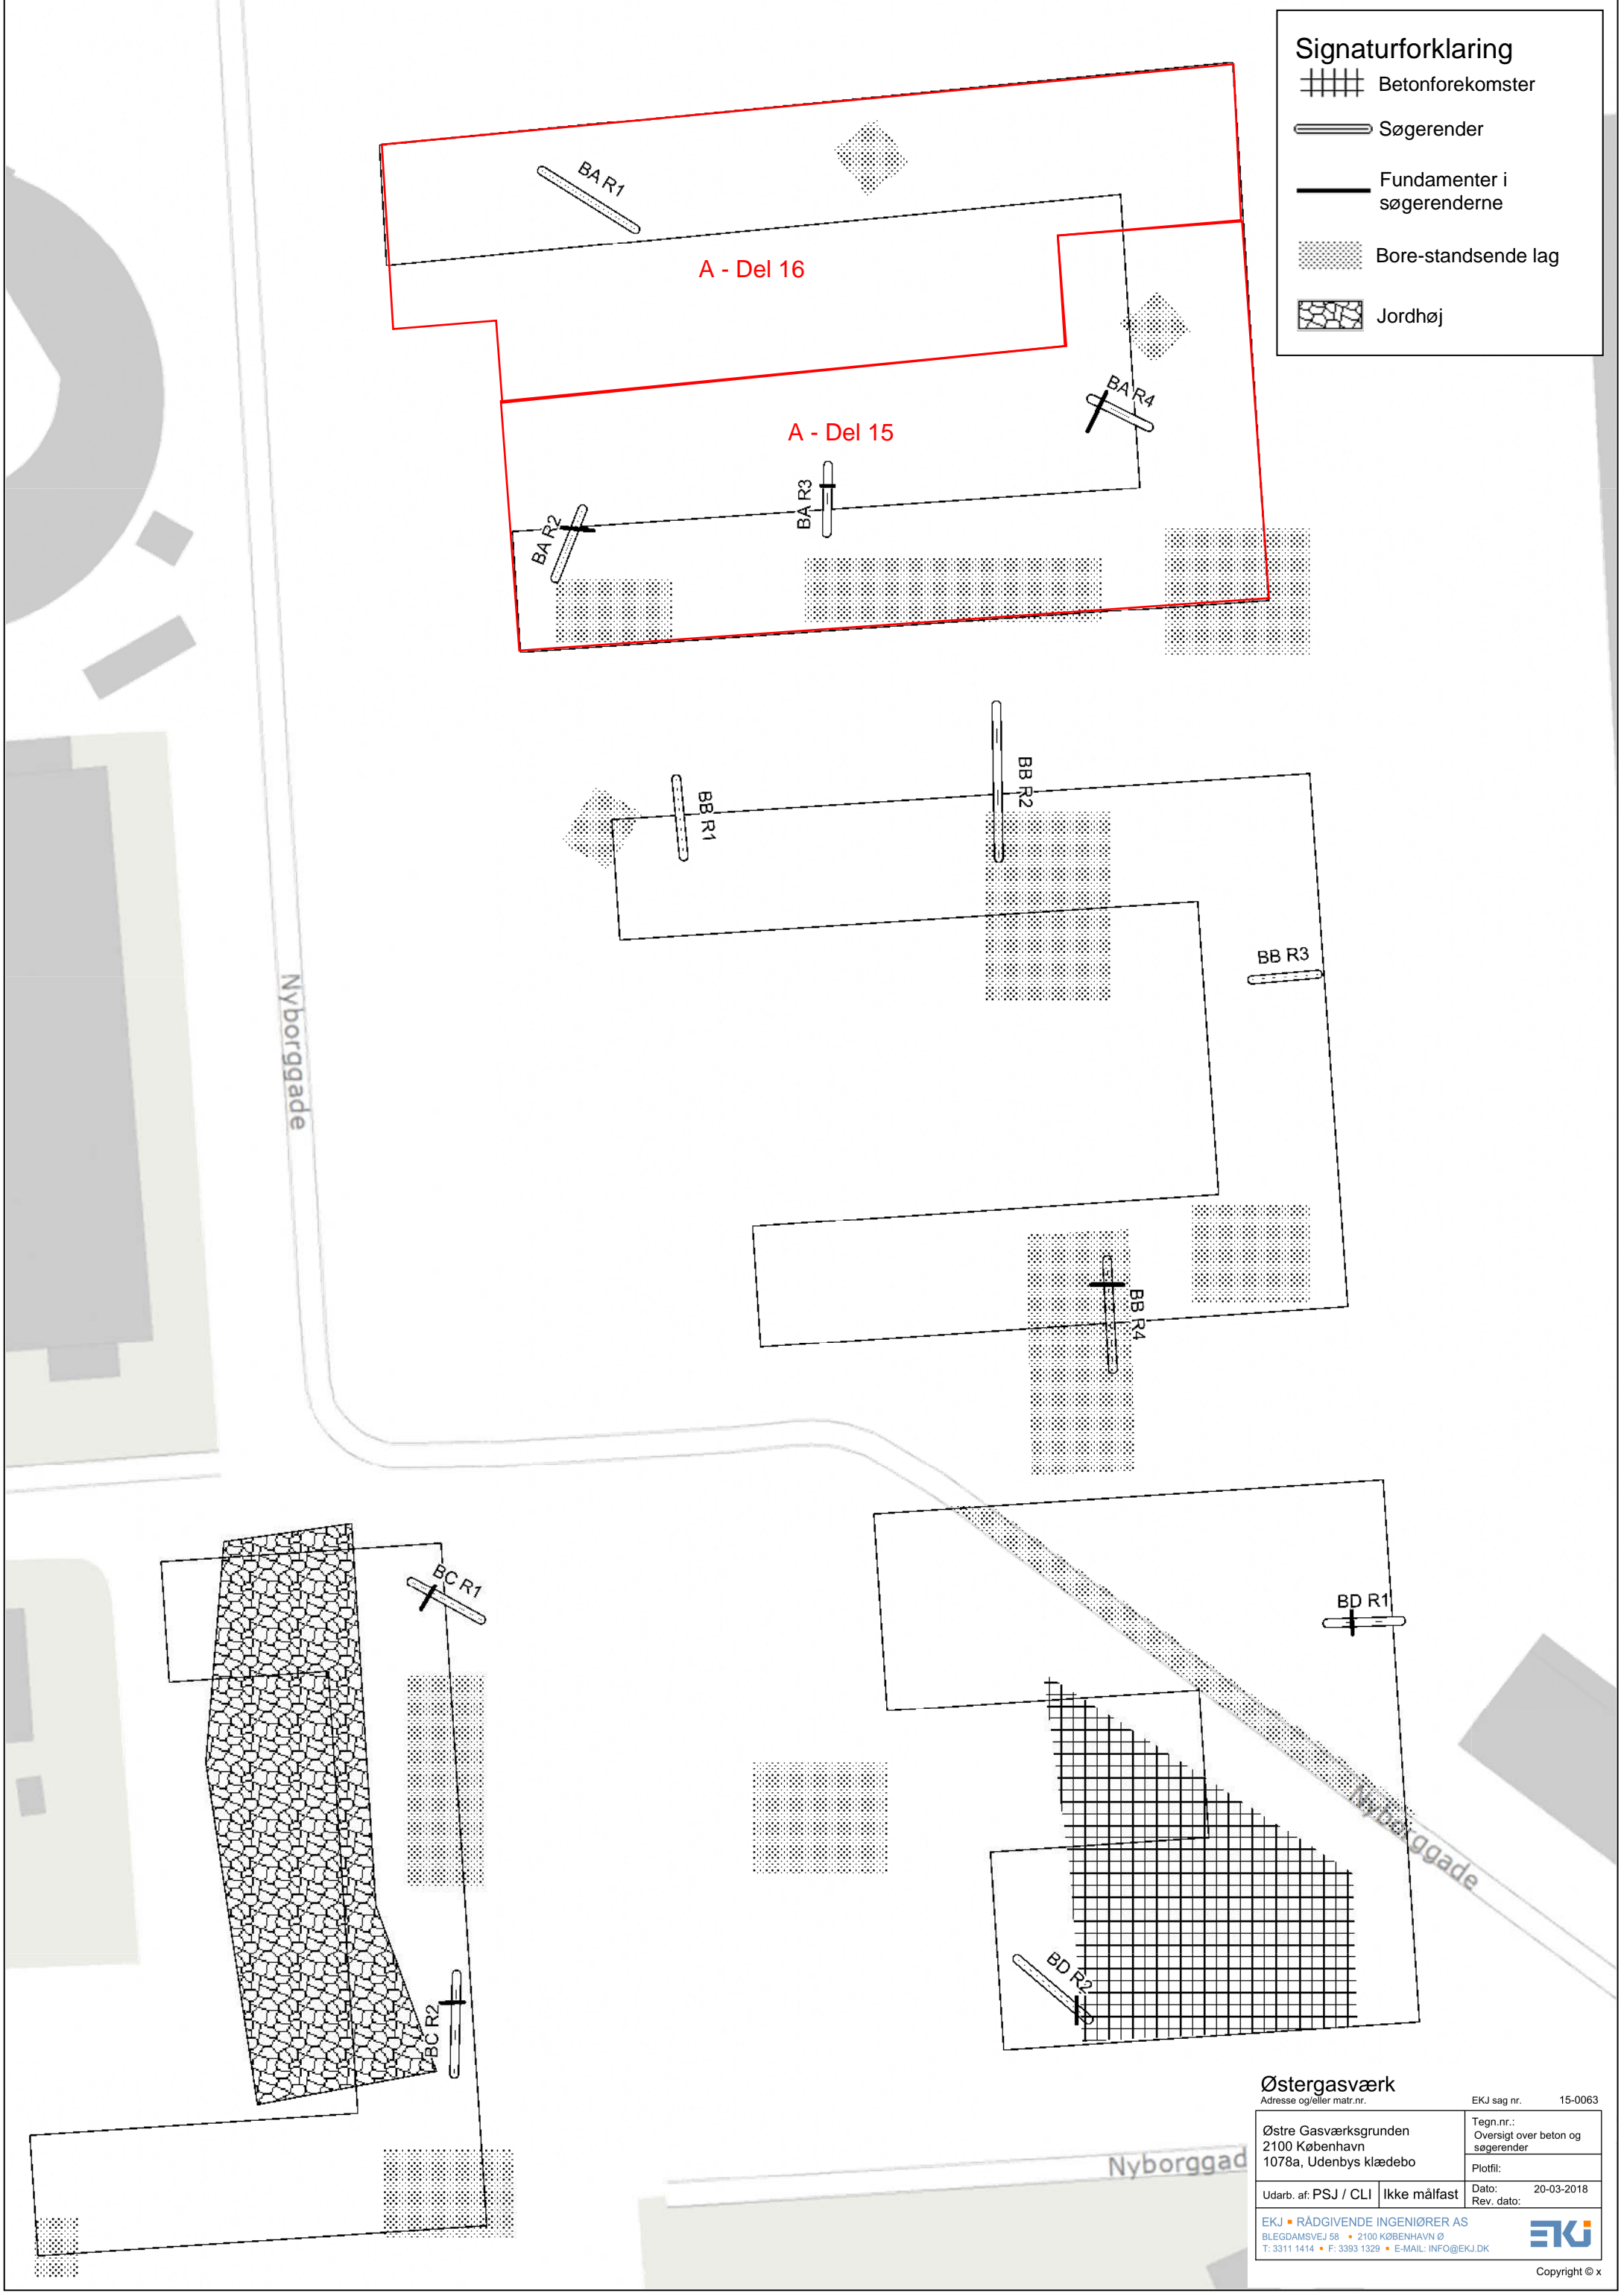 Signaturforklaring
Betonforekomster
Søgerender
Fundamenter i
søgerenderne
Bore-standsende lag
Jordhøj
BA R1
A - Del 16
BA R4
A - Del 15
BA R3
BA R2
BB R2
BB R1
BB R3
Nyborggade
BB R4
BC R1
BD R1
Nyborggade
BD R2
BC R2
Nyborggad
Østergasværk
Adresse og/eller matr.nr.
EKJ sag nr. 15-0063
Østre Gasværksgrunden
2100 København
1078a, Udenbys klædebo
Tegn.nr.:
Oversigt over beton og
søgerender
Plotfil:
Udarb. af: PSJ / CLI
Ikke målfast
Dato: 20-03-2018
Rev. dato:
EKJ ▪ RÅDGIVENDE INGENIØRER AS
BLEGDAMSVEJ 58 ▪ 2100 KØBENHAVN Ø
T: 3311 1414 ▪ F: 3393 1329 ▪ E-MAIL: INFO@EKJ.DK
EKJ
Copyright © x